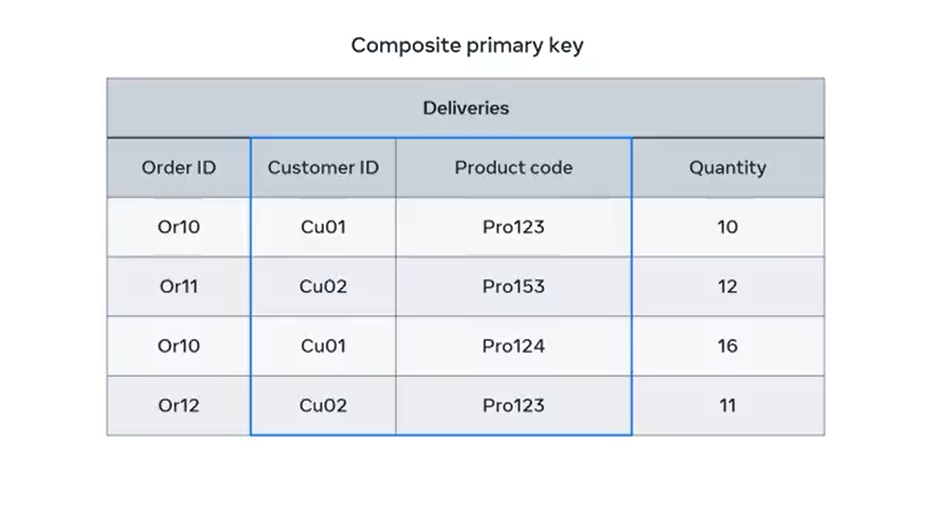 Composite primary key
Deliveries
Order ID Customer ID Product code Quantity
Or10 Cu01 Pro123 10
Or11 Cu02 Pro153 12
Or10 Cu01 Pro124 16
Or12 Cu02 Pro123 11